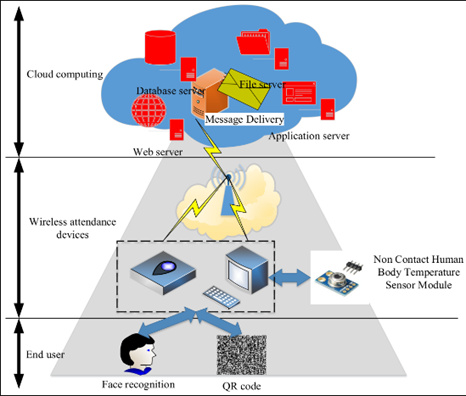 Cloud computing
Database server
File server
Message Delivery
Application server
Web server
Wireless attendance
devices
Non Contact Human
Body Temperature
Sensor Module
End user
Face recognition
QR code